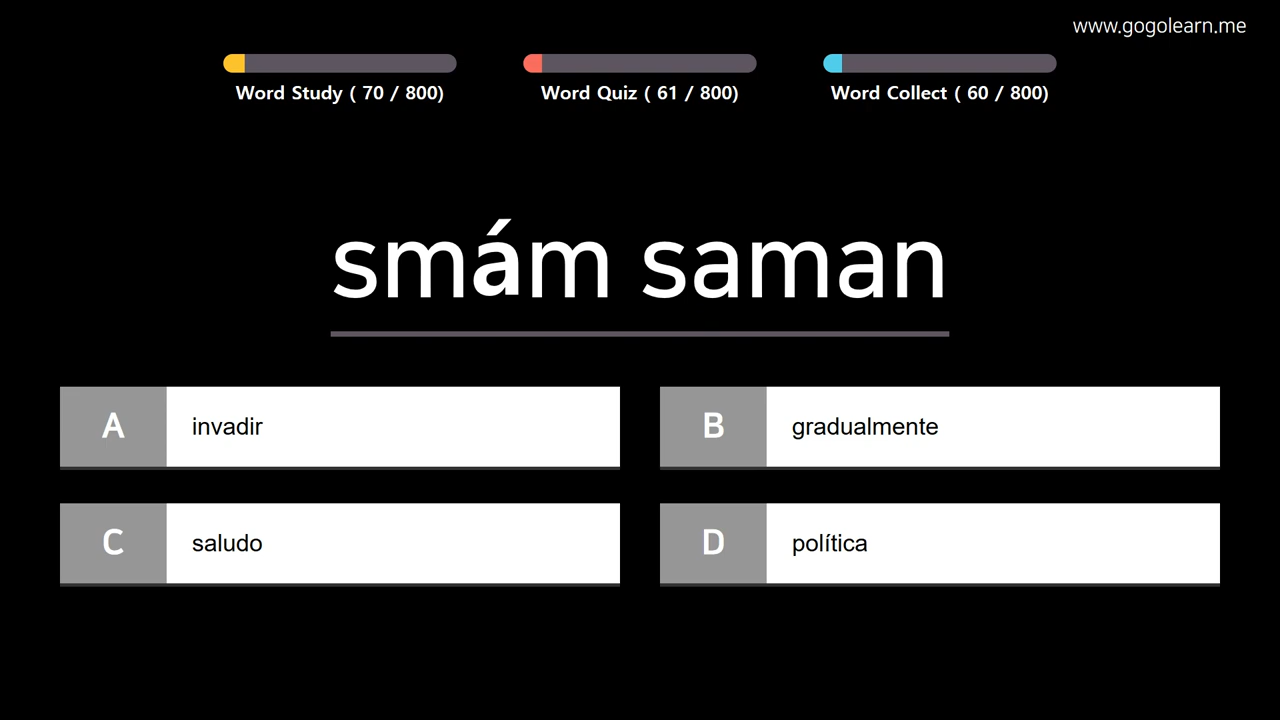 www.gogolearn.me
Word Study ( 70 / 800)
Word Quiz ( 61 / 800)
Word Collect ( 60 / 800)
smám saman
A invadir
B gradualmente
C saludo
D política